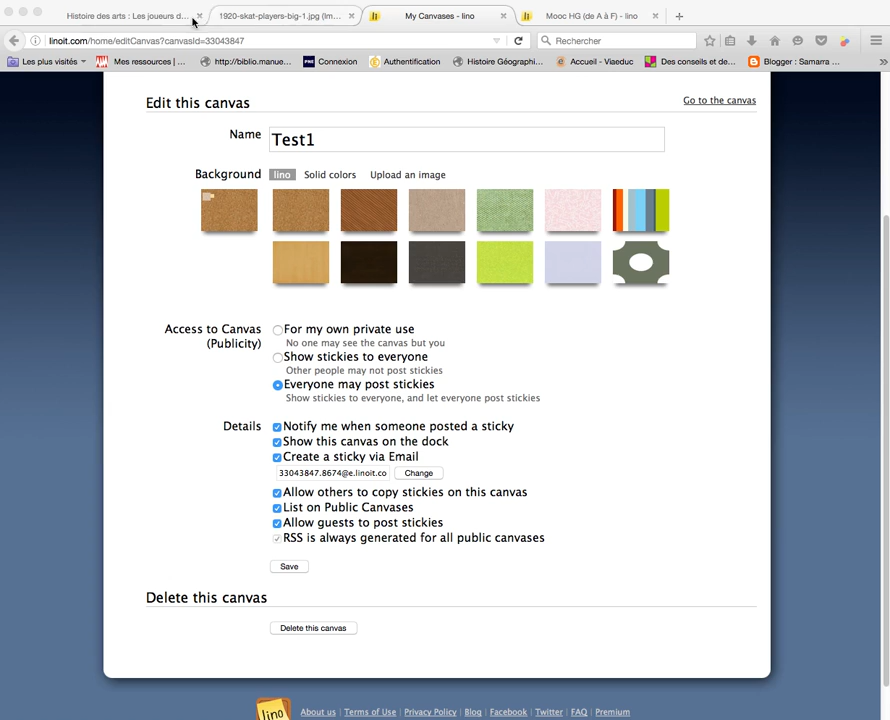 Histoire des arts : Les joueurs d... 1920-skat-players-big-1.jpg (Im... My Canvases - lino Mooc HG (de A à F) - lino
linoit.com/home/editCanvas?canvasId=33043847 Rechercher
Les plus visités Mes ressources | ... http://biblio.manue... Connexion Authentification Histoire Géographi... Accueil - Viaeduc Des conseils et de... Blogger : Samarra ...
Edit this canvas Go to the canvas
Name Test1
Background lino Solid colors Upload an image
Access to Canvas (Publicity)
For my own private use
No one may see the canvas but you
Show stickies to everyone
Other people may not post stickies
Everyone may post stickies
Show stickies to everyone, and let everyone post stickies
Details
Notify me when someone posted a sticky
Show this canvas on the dock
Create a sticky via Email
33043847.8674@e.linoit.co Change
Allow others to copy stickies on this canvas
List on Public Canvases
Allow guests to post stickies
RSS is always generated for all public canvases
Save
Delete this canvas
Delete this canvas
lino About us | Terms of Use | Privacy Policy | Blog | Facebook | Twitter | FAQ | Premium